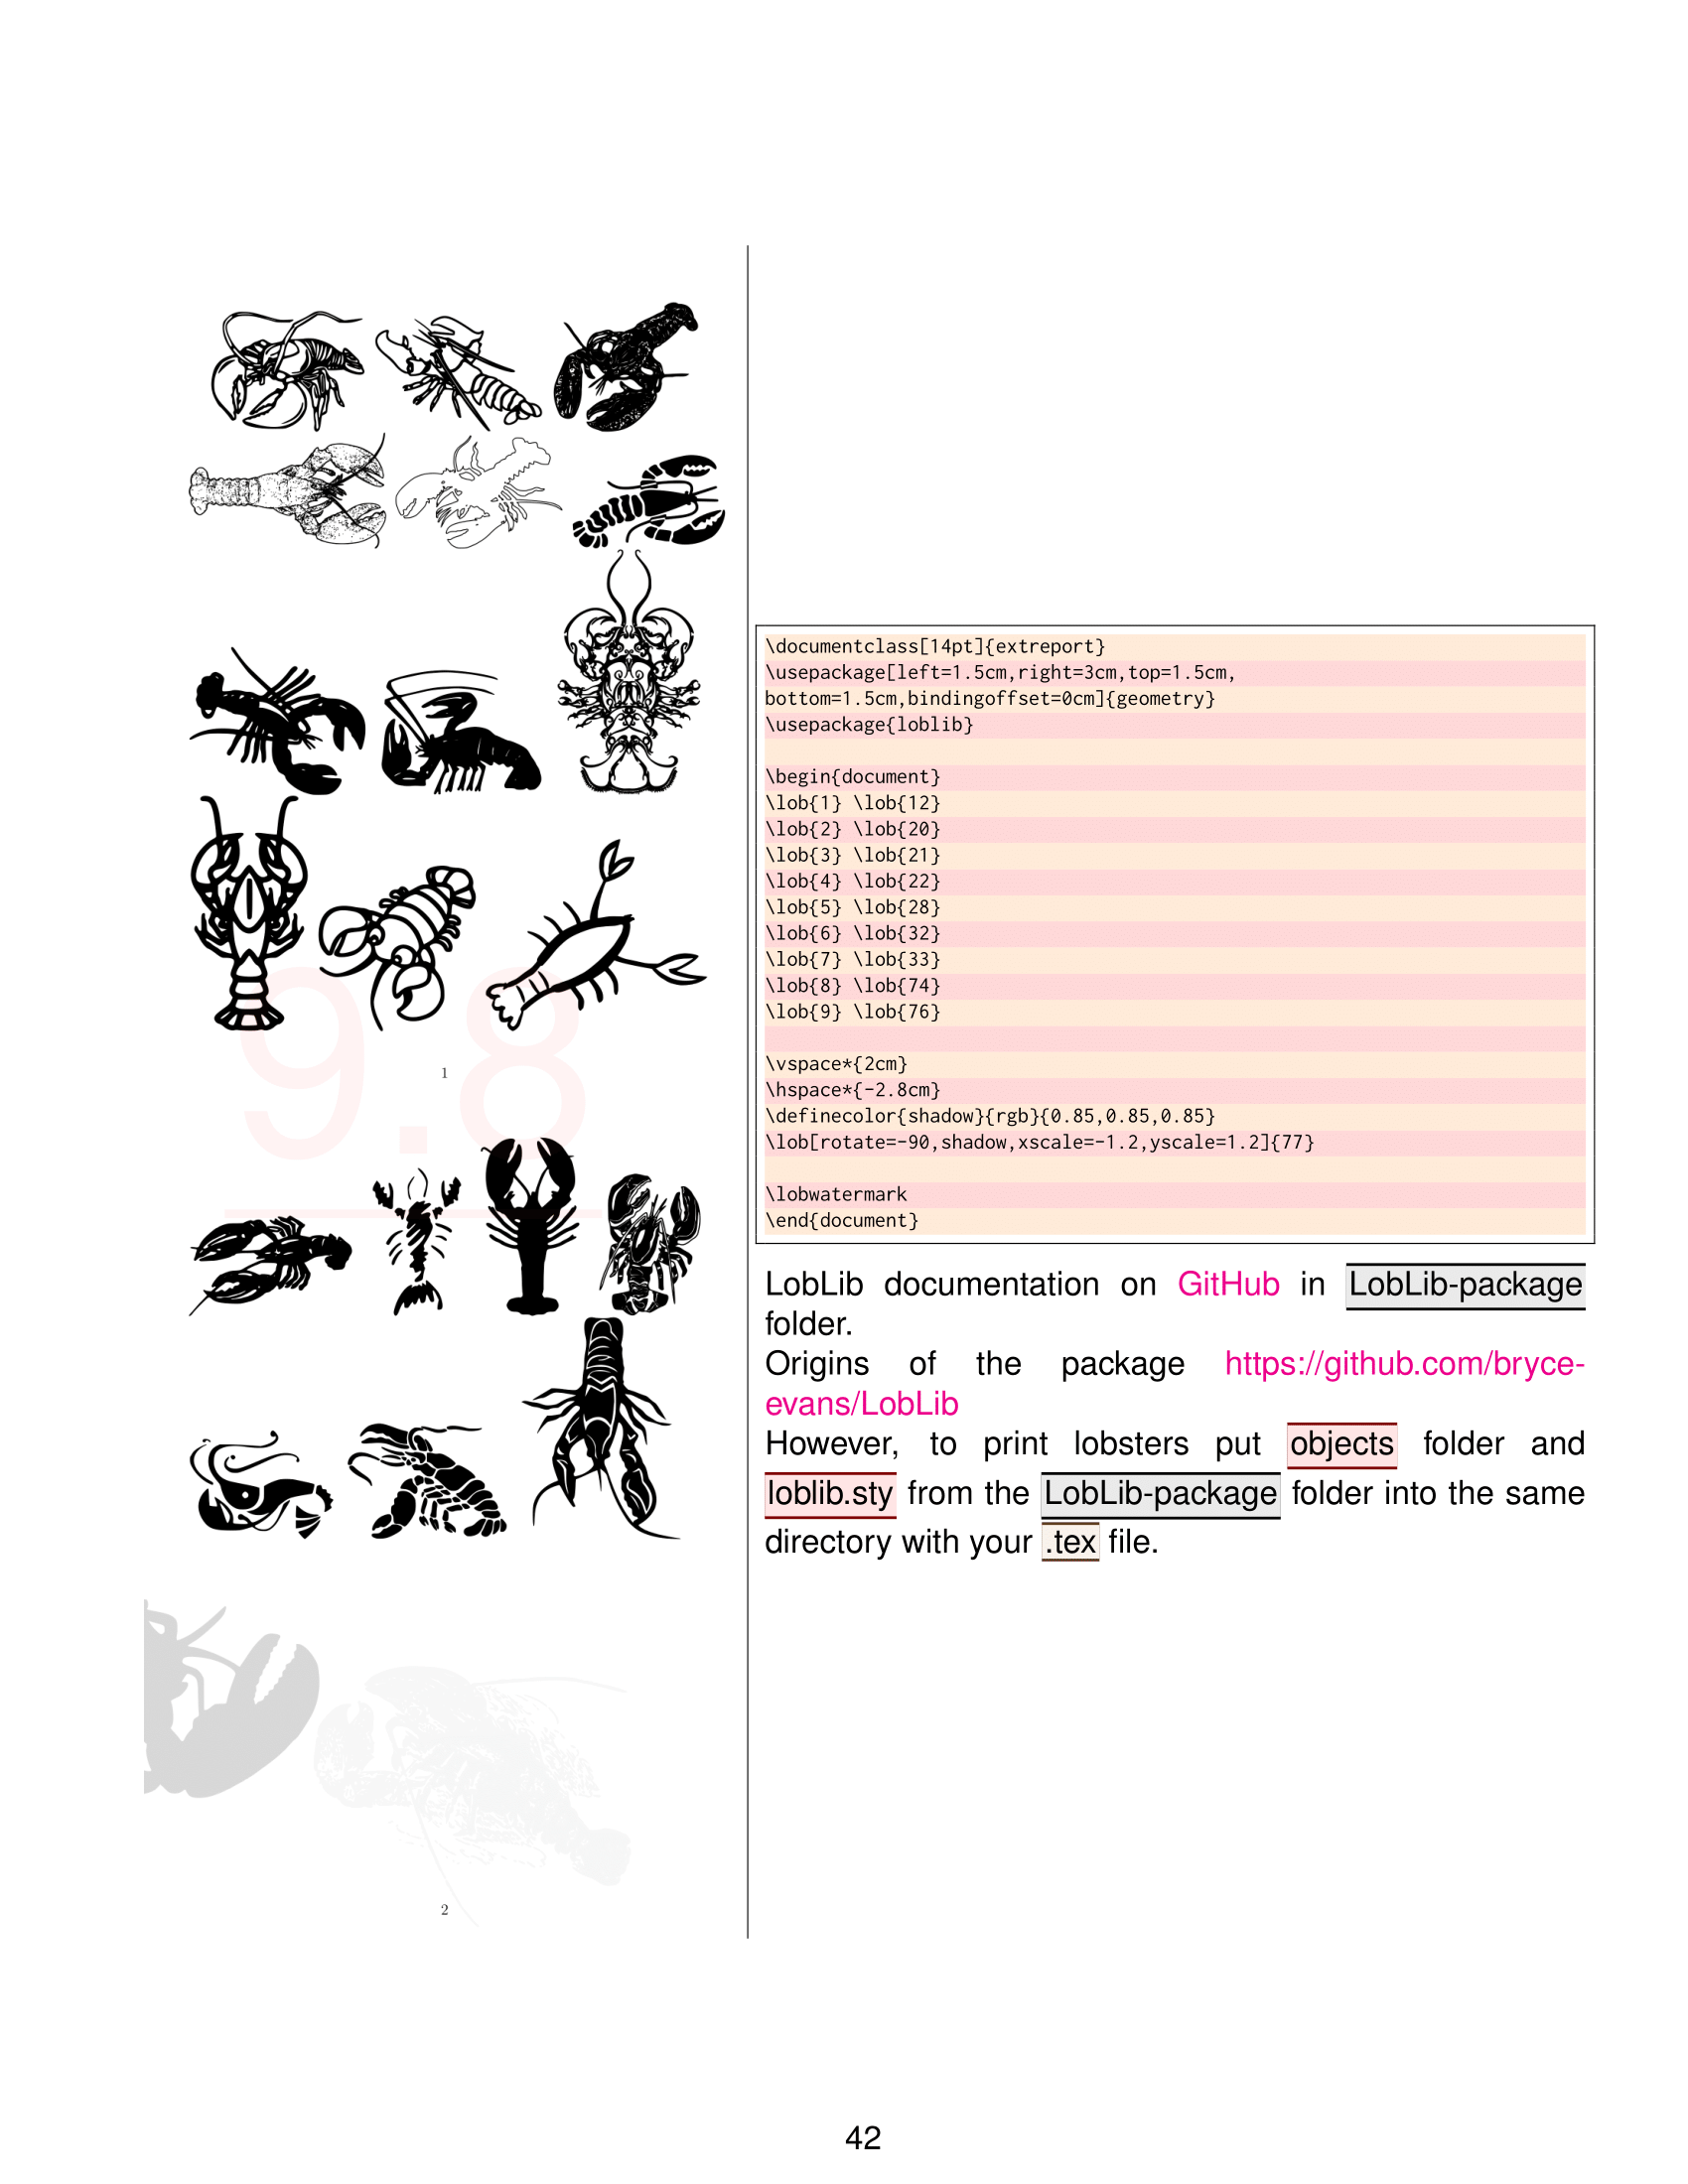 9.8
1
2
\documentclass[14pt]{extreport}
\usepackage[left=1.5cm,right=3cm,top=1.5cm,
bottom=1.5cm,bindingoffset=0cm]{geometry}
\usepackage{loblib}
\begin{document}
\lob{1} \lob{12}
\lob{2} \lob{20}
\lob{3} \lob{21}
\lob{4} \lob{22}
\lob{5} \lob{28}
\lob{6} \lob{32}
\lob{7} \lob{33}
\lob{8} \lob{74}
\lob{9} \lob{76}
\vspace*{2cm}
\hspace*{-2.8cm}
\definecolor{shadow}{rgb}{0.85,0.85,0.85}
\lob[rotate=-90,shadow,xscale=-1.2,yscale=1.2]{77}
\lobwatermark
\end{document}
LobLib documentation on GitHub in LobLib-package
folder.
Origins of the package https://github.com/bryce-
evans/LobLib
However, to print lobsters put objects folder and
loblib.sty from the LobLib-package folder into the same
directory with your .tex file.
42